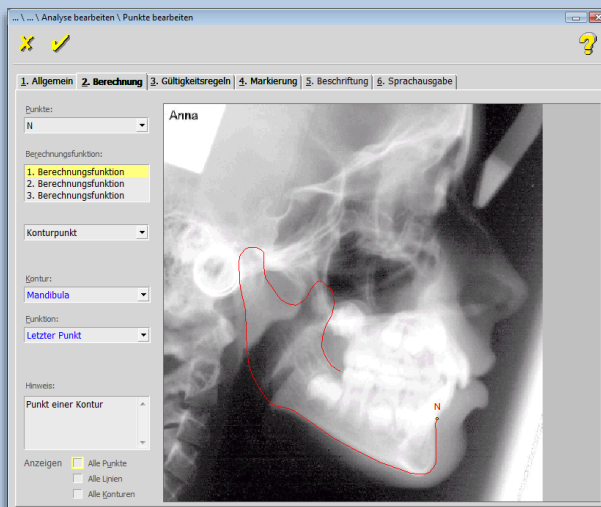 ... \ ... \ Analyse bearbeiten \ Punkte bearbeiten
?
1. Allgemein 2. Berechnung 3. Gültigkeitsregeln 4. Markierung 5. Beschriftung 6. Sprachausgabe
Punkte:
N
Berechnungsfunktion:
1. Berechnungsfunktion
2. Berechnungsfunktion
3. Berechnungsfunktion
Konturpunkt
Kontur:
Mandibula
Funktion:
Letzter Punkt
Hinweis:
Punkt einer Kontur
Anzeigen Alle Punkte
Alle Linien
Alle Konturen
Anna
N